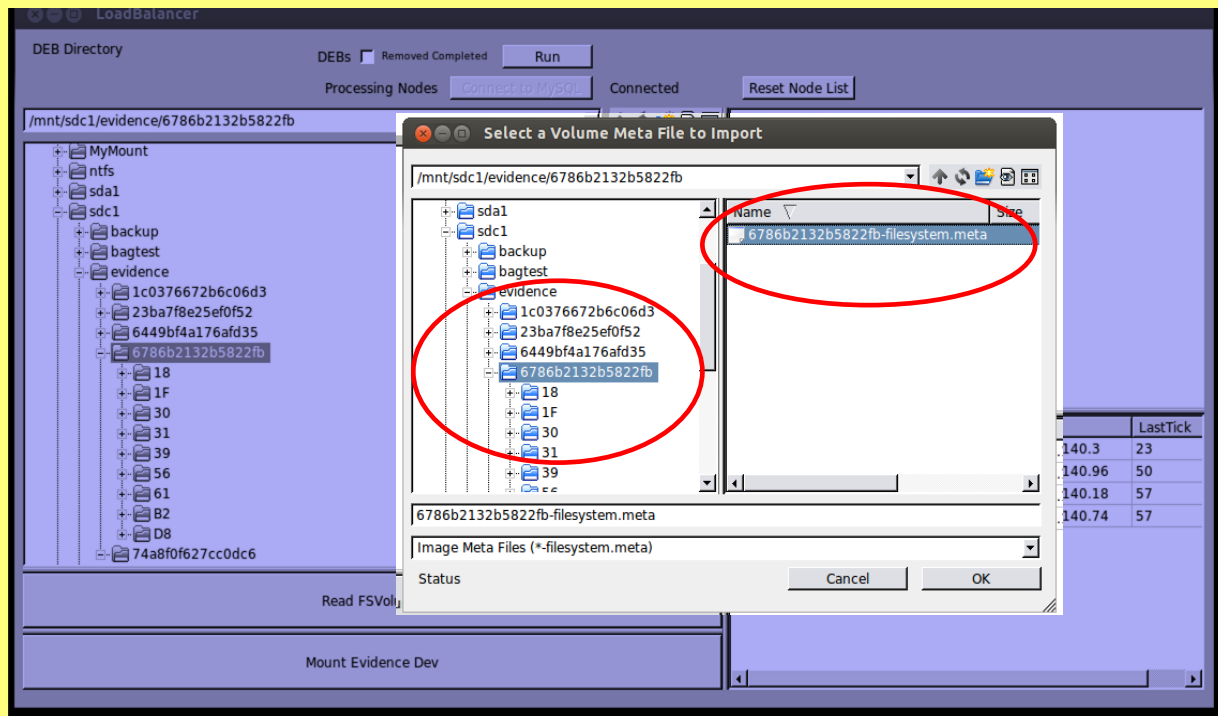 LoadBalancer
DEB Directory
DEBs Removed Completed Run
Processing Nodes Connect to MySQL Connected Reset Node List
/mnt/sdc1/evidence/6786b2132b5822fb
MyMount
ntfs
sda1
sdc1
backup
bagtest
evidence
1c0376672b6c06d3
23ba7f8e25ef0f52
6449bf4a176afd35
6786b2132b5822fb
18
1F
30
31
39
56
61
B2
D8
74a8f0f627cc0dc6
Read FSVolu
Mount Evidence Dev
Select a Volume Meta File to Import
/mnt/sdc1/evidence/6786b2132b5822fb
sda1
sdc1
backup
bagtest
evidence
1c0376672b6c06d3
23ba7f8e25ef0f52
6449bf4a176afd35
6786b2132b5822fb
18
1F
30
31
39
56
Name Size
6786b2132b5822fb-filesystem.meta
6786b2132b5822fb-filesystem.meta
Image Meta Files (*-filesystem.meta)
Status Cancel OK
LastTick
.140.3 23
.140.96 50
.140.18 57
.140.74 57